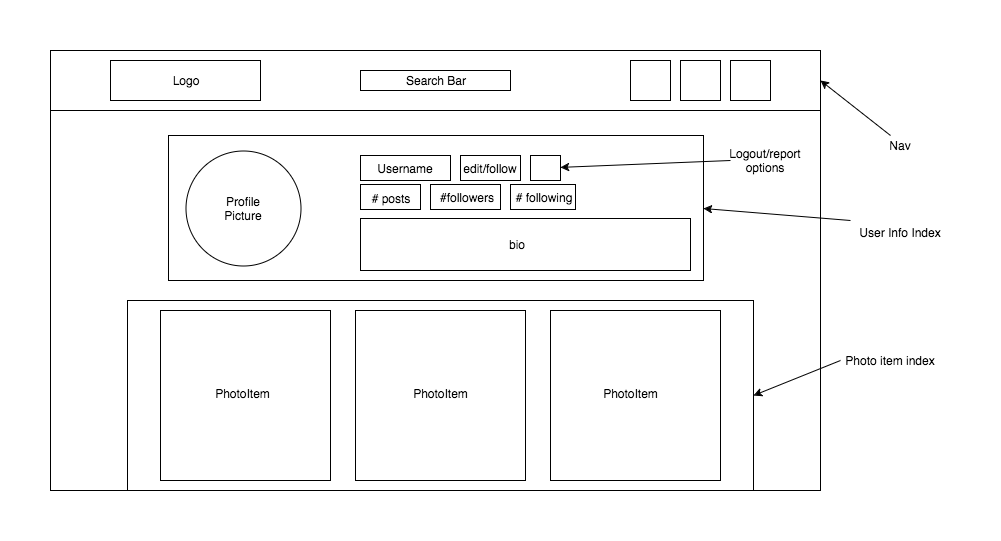 Logo
Search Bar
Nav
Logout/report
options
Username
edit/follow
# posts
#followers
# following
Profile
Picture
User Info Index
bio
Photo item index
PhotoItem
PhotoItem
PhotoItem